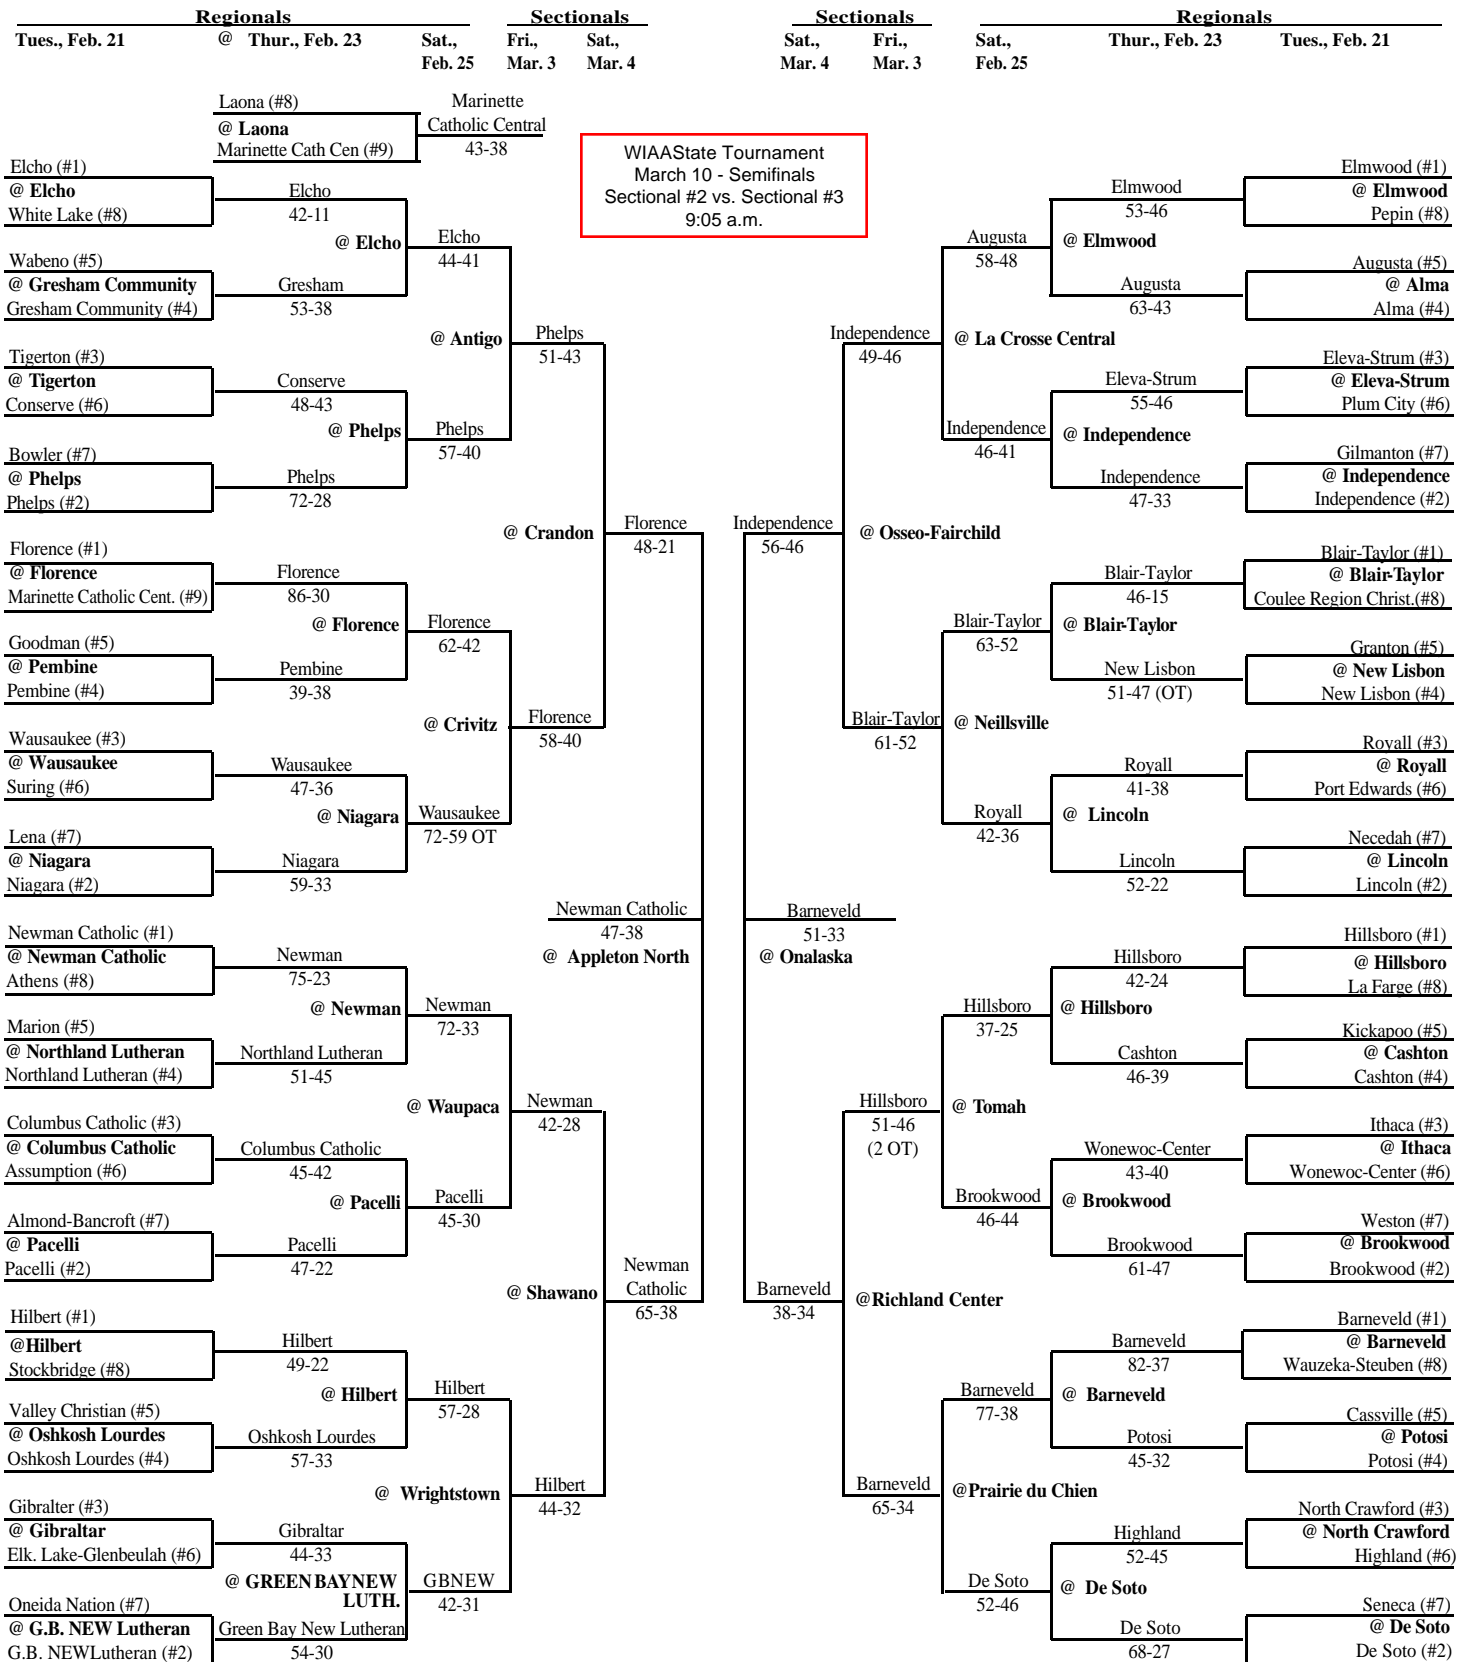 Regionals
Sectionals
Sectionals
Regionals
Tues., Feb. 21
@ Thur., Feb. 23
Sat., Feb. 25
Fri., Mar. 3
Sat., Mar. 4
Sat., Mar. 4
Fri., Mar. 3
Sat., Feb. 25
Thur., Feb. 23
Tues., Feb. 21
WIAAState Tournament
March 10 - Semifinals
Sectional #2 vs. Sectional #3
9:05 a.m.
Laona (#8)
@ Laona
Marinette Cath Cen (#9)
Marinette
Catholic Central
43-38
Elcho (#1)
@ Elcho
White Lake (#8)
Wabeno (#5)
@ Gresham Community
Gresham Community (#4)
Tigerton (#3)
@ Tigerton
Conserve (#6)
Bowler (#7)
@ Phelps
Phelps (#2)
Florence (#1)
@ Florence
Marinette Catholic Cent. (#9)
Goodman (#5)
@ Pembine
Pembine (#4)
Wausaukee (#3)
@ Wausaukee
Suring (#6)
Lena (#7)
@ Niagara
Niagara (#2)
Newman Catholic (#1)
@ Newman Catholic
Athens (#8)
Marion (#5)
@ Northland Lutheran
Northland Lutheran (#4)
Columbus Catholic (#3)
@ Columbus Catholic
Assumption (#6)
Almond-Bancroft (#7)
@ Pacelli
Pacelli (#2)
Hilbert (#1)
@Hilbert
Stockbridge (#8)
Valley Christian (#5)
@ Oshkosh Lourdes
Oshkosh Lourdes (#4)
Gibralter (#3)
@ Gibraltar
Elk. Lake-Glenbeulah (#6)
Oneida Nation (#7)
@ G.B. NEW Lutheran
G.B. NEWLutheran (#2)
Elcho
42-11
@ Elcho
Gresham
53-38
Conserve
48-43
@ Phelps
Phelps
72-28
Florence
86-30
@ Florence
Pembine
39-38
Wausaukee
47-36
@ Niagara
Niagara
59-33
Newman
75-23
@ Newman
Northland Lutheran
51-45
Columbus Catholic
45-42
@ Pacelli
Pacelli
47-22
Hilbert
49-22
@ Hilbert
Oshkosh Lourdes
57-33
Gibraltar
44-33
@ GREEN BAYNEW
LUTH.
Green Bay New Lutheran
54-30
Elcho
44-41
@ Antigo
Phelps
57-40
Florence
62-42
@ Crivitz
Wausaukee
72-59 OT
Newman
72-33
@ Waupaca
Pacelli
45-30
Hilbert
57-28
@ Wrightstown
GBNEW
42-31
Phelps
51-43
@ Crandon
Florence
58-40
Newman
42-28
@ Shawano
Hilbert
44-32
Florence
48-21
Newman Catholic
47-38
@ Appleton North
Newman
Catholic
65-38
Independence
56-46
Barneveld
51-33
@ Onalaska
Barneveld
38-34
Independence
49-46
@ Osseo-Fairchild
Blair-Taylor
61-52
Hillsboro
51-46
(2 OT)
@Richland Center
Barneveld
65-34
Augusta
58-48
@ La Crosse Central
Independence
46-41
Blair-Taylor
63-52
@ Neillsville
Royall
42-36
Hillsboro
37-25
@ Tomah
Brookwood
46-44
Barneveld
77-38
@Prairie du Chien
De Soto
52-46
Elmwood
53-46
@ Elmwood
Augusta
63-43
Eleva-Strum
55-46
@ Independence
Independence
47-33
Blair-Taylor
46-15
@ Blair-Taylor
New Lisbon
51-47 (OT)
Royall
41-38
@ Lincoln
Lincoln
52-22
Hillsboro
42-24
@ Hillsboro
Cashton
46-39
Wonewoc-Center
43-40
@ Brookwood
Brookwood
61-47
Barneveld
82-37
@ Barneveld
Potosi
45-32
Highland
52-45
@ De Soto
De Soto
68-27
Elmwood (#1)
@ Elmwood
Pepin (#8)
Augusta (#5)
@ Alma
Alma (#4)
Eleva-Strum (#3)
@ Eleva-Strum
Plum City (#6)
Gilmanton (#7)
@ Independence
Independence (#2)
Blair-Taylor (#1)
@ Blair-Taylor
Coulee Region Christ.(#8)
Granton (#5)
@ New Lisbon
New Lisbon (#4)
Royall (#3)
@ Royall
Port Edwards (#6)
Necedah (#7)
@ Lincoln
Lincoln (#2)
Hillsboro (#1)
@ Hillsboro
La Farge (#8)
Kickapoo (#5)
@ Cashton
Cashton (#4)
Ithaca (#3)
@ Ithaca
Wonewoc-Center (#6)
Weston (#7)
@ Brookwood
Brookwood (#2)
Barneveld (#1)
@ Barneveld
Wauzeka-Steuben (#8)
Cassville (#5)
@ Potosi
Potosi (#4)
North Crawford (#3)
@ North Crawford
Highland (#6)
Seneca (#7)
@ De Soto
De Soto (#2)